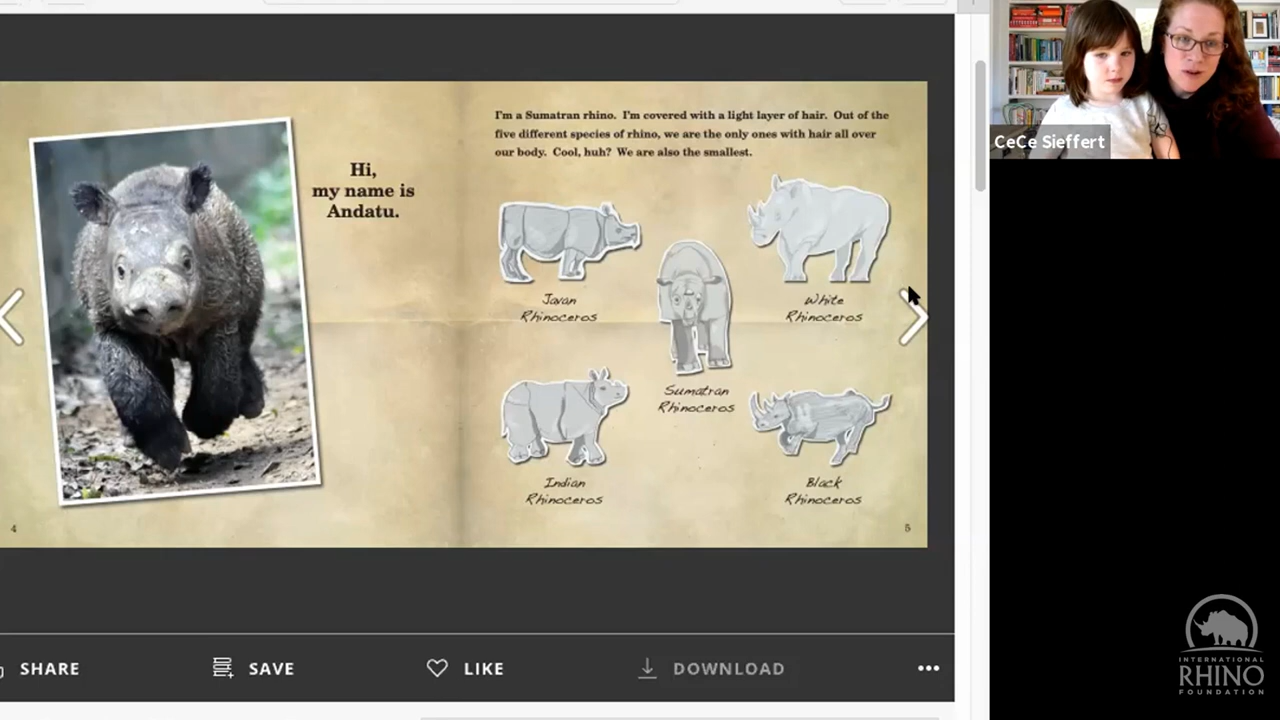 Hi,
my name is
Andatu.
4
I'm a Sumatran rhino. I'm covered with a light layer of hair. Out of the
five different species of rhino, we are the only ones with hair all over
our body. Cool, huh? We are also the smallest.
Javan
Rhinoceros
White
Rhinoceros
Sumatran
Rhinoceros
Indian
Rhinoceros
Black
Rhinoceros
5
SHARE
SAVE
LIKE
DOWNLOAD
CeCe Sieffert
INTERNATIONAL
RHINO
FOUNDATION